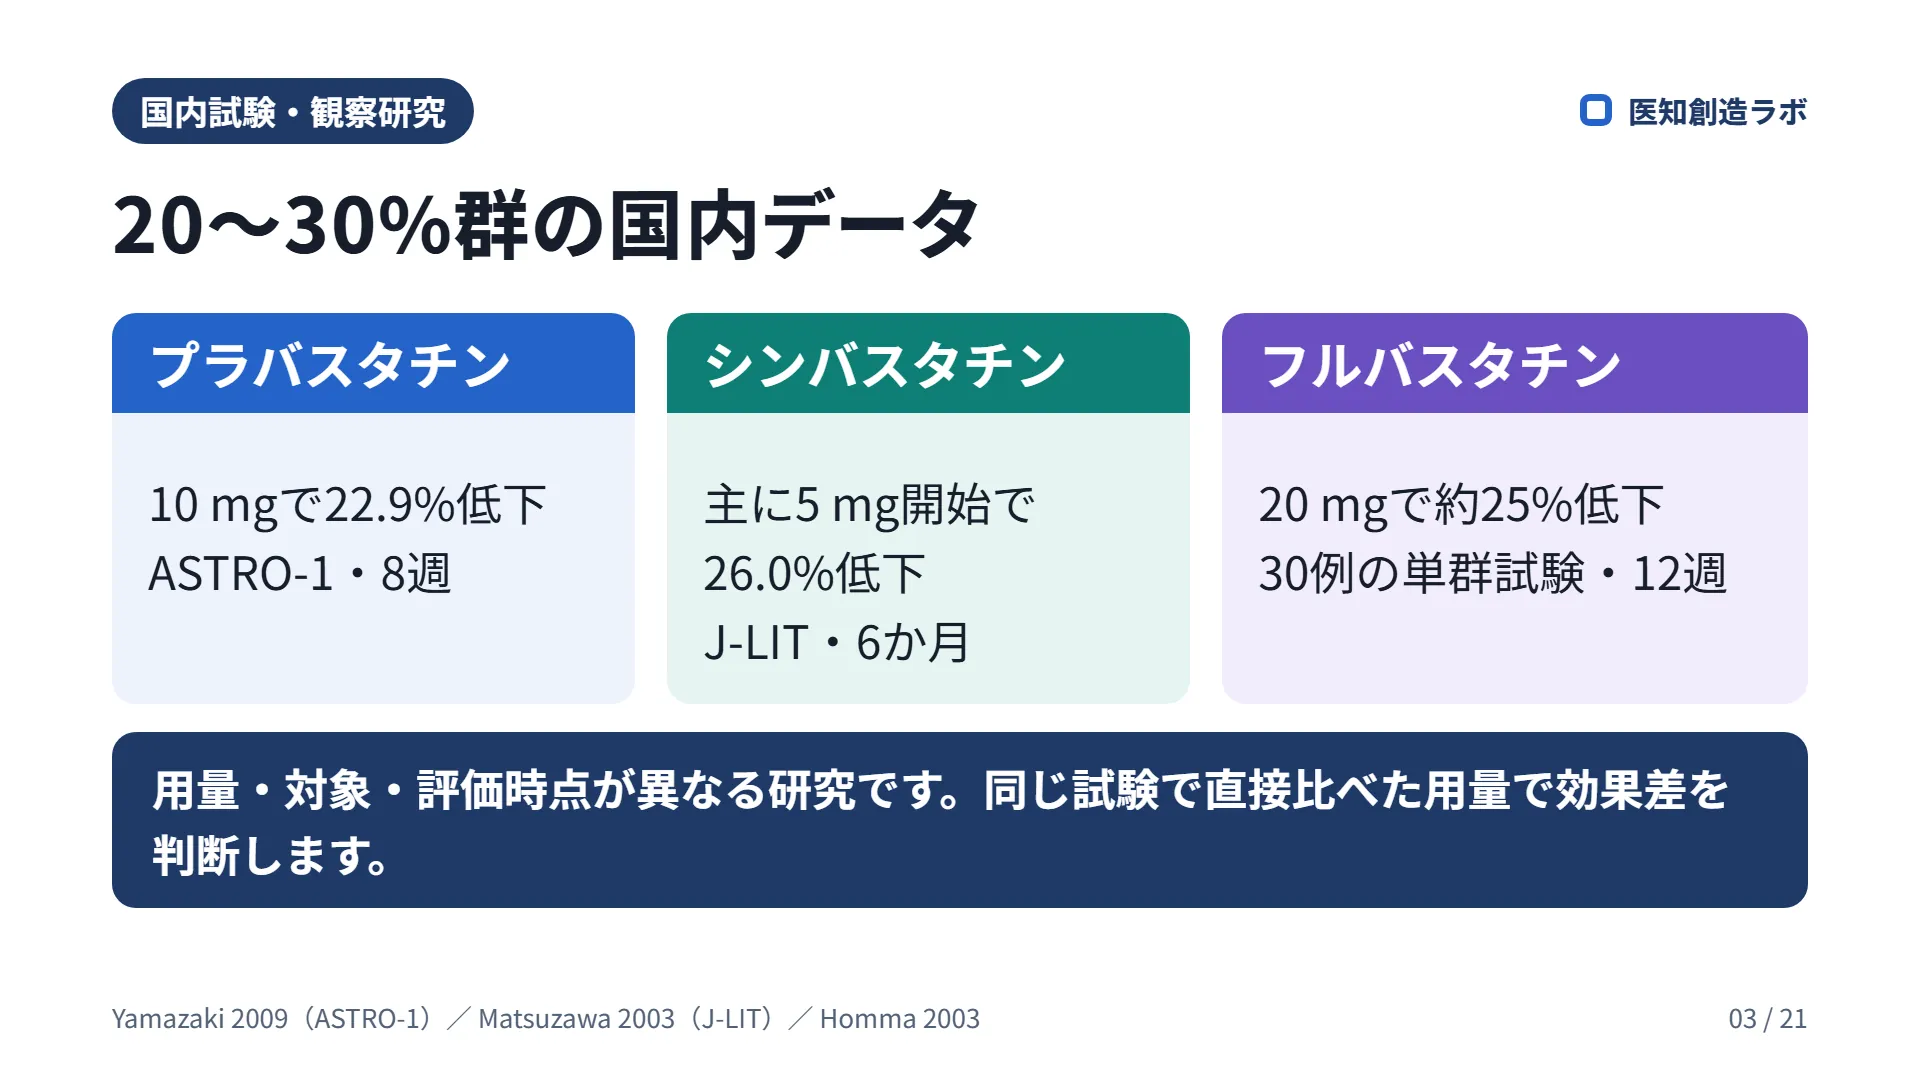 国内試験・観察研究
医知創造ラボ
20〜30%群の国内データ
プラバスタチン
10 mgで22.9%低下
ASTRO-1・8週
シンバスタチン
主に5 mg開始で
26.0%低下
J-LIT・6か月
フルバスタチン
20 mgで約25%低下
30例の単群試験・12週
用量・対象・評価時点が異なる研究です。同じ試験で直接比べた用量で効果差を
判断します。
Yamazaki 2009（ASTRO-1）／ Matsuzawa 2003（J-LIT）／ Homma 2003
03 / 21